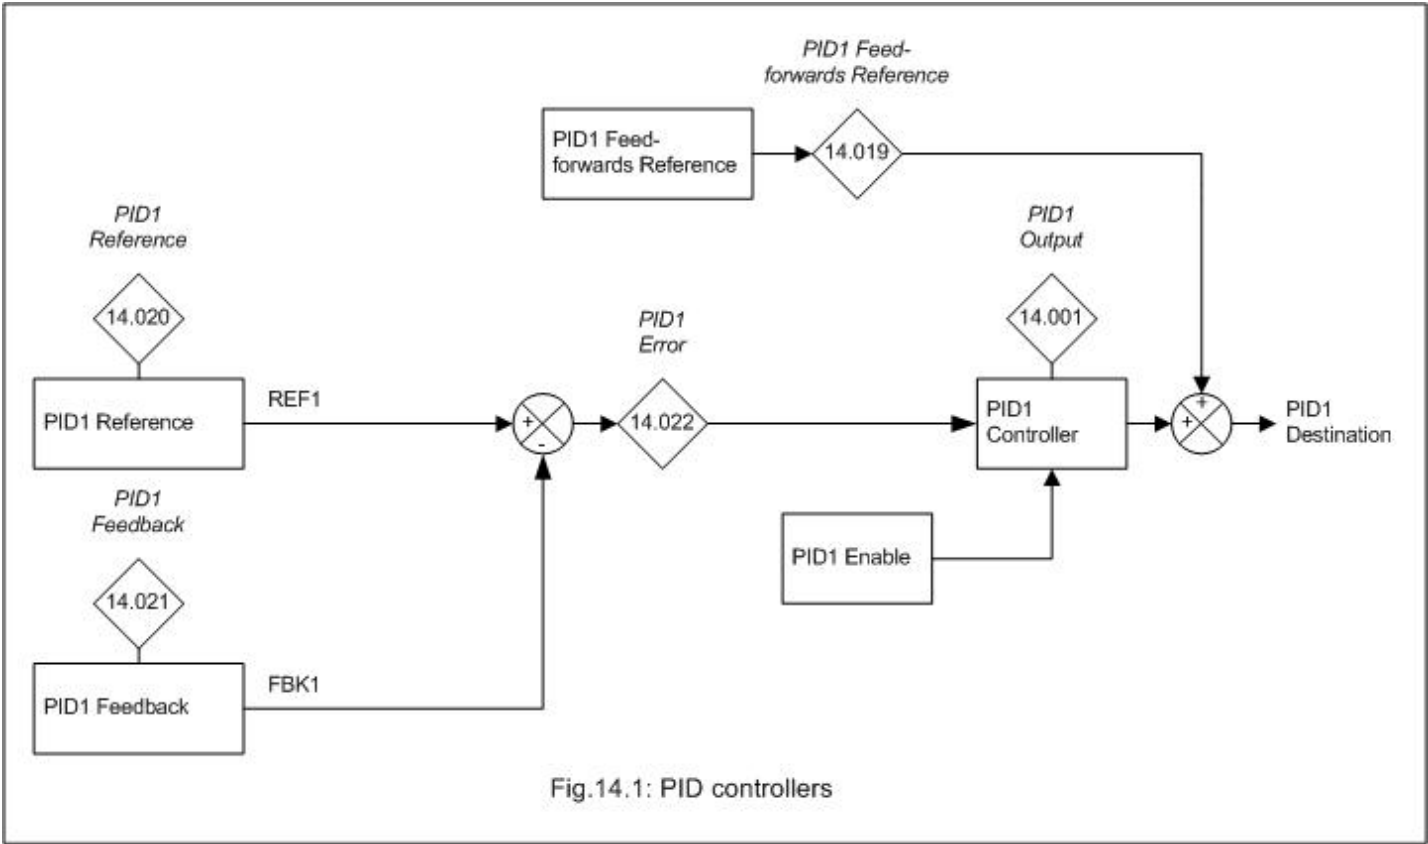 PID1 Feed-
forwards Reference
PID1 Feed-
forwards Reference
14.019
PID1
Reference
PID1
Output
14.020
14.001
PID1
Error
PID1 Reference
REF1
+
-
14.022
PID1
Controller
+
+
PID1
Destination
PID1
Feedback
PID1 Enable
14.021
PID1 Feedback
FBK1
Fig.14.1: PID controllers